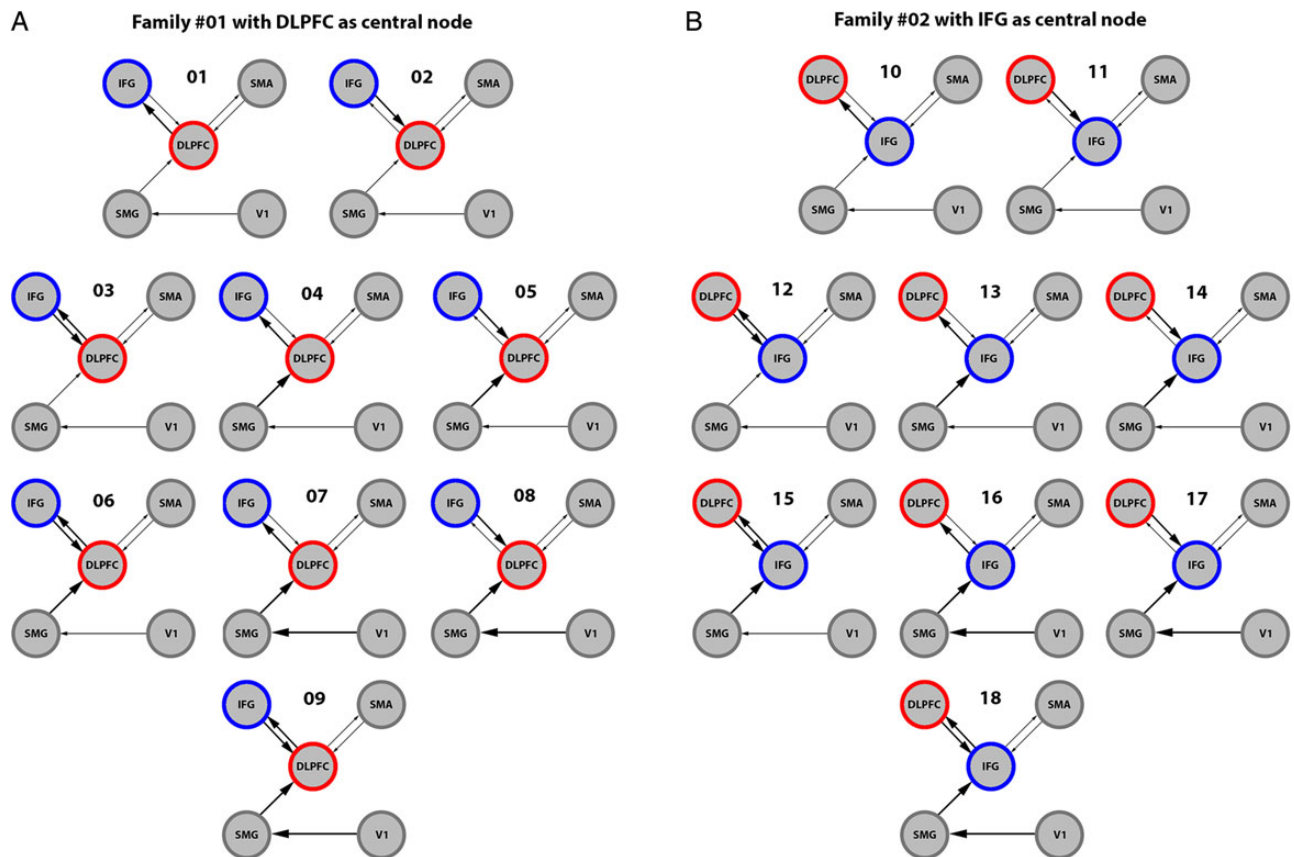 A
Family #01 with DLPFC as central node
IFG
01
SMA
DLPFC
SMG
V1
IFG
02
SMA
DLPFC
SMG
V1
IFG
03
SMA
DLPFC
SMG
V1
IFG
04
SMA
DLPFC
SMG
V1
IFG
05
SMA
DLPFC
SMG
V1
IFG
06
SMA
DLPFC
SMG
V1
IFG
07
SMA
DLPFC
SMG
V1
IFG
08
SMA
DLPFC
SMG
V1
IFG
09
SMA
DLPFC
SMG
V1
B
Family #02 with IFG as central node
DLPFC
10
SMA
IFG
SMG
V1
DLPFC
11
SMA
IFG
SMG
V1
DLPFC
12
SMA
IFG
SMG
V1
DLPFC
13
SMA
IFG
SMG
V1
DLPFC
14
SMA
IFG
SMG
V1
DLPFC
15
SMA
IFG
SMG
V1
DLPFC
16
SMA
IFG
SMG
V1
DLPFC
17
SMA
IFG
SMG
V1
DLPFC
18
SMA
IFG
SMG
V1